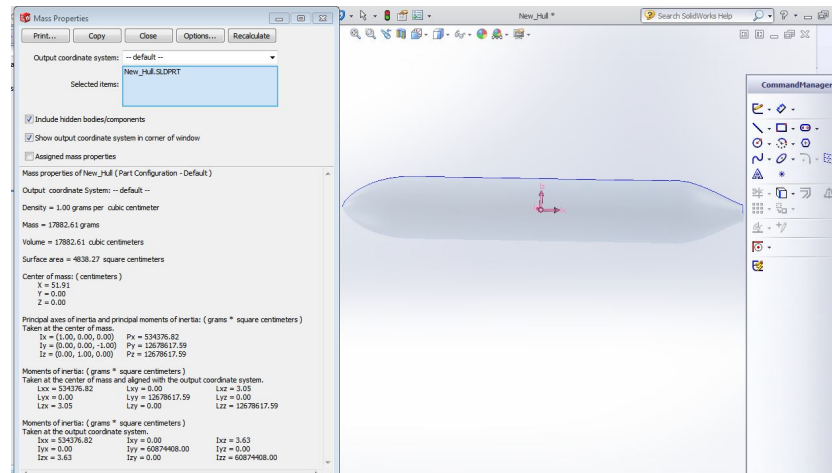 Mass Properties
New_Hull *
Search SolidWorks Help
Print... Copy Close Options... Recalculate
Output coordinate system: -- default --
New_Hull.SLDPRT
Selected items:
Include hidden bodies/components
Show output coordinate system in corner of window
Assigned mass properties
Mass properties of New_Hull ( Part Configuration - Default )
Output coordinate System: -- default --
Density = 1.00 grams per cubic centimeter
Mass = 17882.61 grams
Volume = 17882.61 cubic centimeters
Surface area = 4838.27 square centimeters
Center of mass: ( centimeters )
X = 51.91
Y = 0.00
Z = 0.00
Principal axes of inertia and principal moments of inertia: ( grams * square centimeters )
Taken at the center of mass.
Ix = (1.00, 0.00, 0.00) Px = 534376.82
Iy = (0.00, 0.00, -1.00) Py = 12678617.59
Iz = (0.00, 1.00, 0.00) Pz = 12678617.59
Moments of inertia: ( grams * square centimeters )
Taken at the center of mass and aligned with the output coordinate system.
Lxx = 534376.82 Lxy = 0.00 Lxz = 3.05
Lyx = 0.00 Lyy = 12678617.59 Lyz = 0.00
Lzx = 3.05 Lzy = 0.00 Lzz = 12678617.59
Moments of inertia: ( grams * square centimeters )
Taken at the output coordinate system.
Ixx = 534376.82 Ixy = 0.00 Ixz = 3.63
Iyx = 0.00 Iyy = 60874408.00 Iyz = 0.00
Izx = 3.63 Izy = 0.00 Izz = 60874408.00
CommandManager